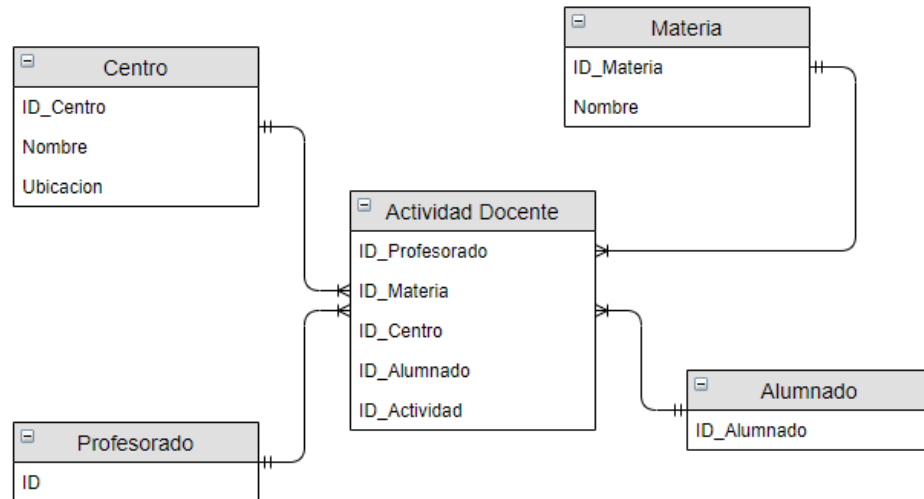 Centro
ID_Centro
Nombre
Ubicacion
Materia
ID_Materia
Nombre
Actividad Docente
ID_Profesorado
ID_Materia
ID_Centro
ID_Alumnado
ID_Actividad
Profesorado
ID
Alumnado
ID_Alumnado